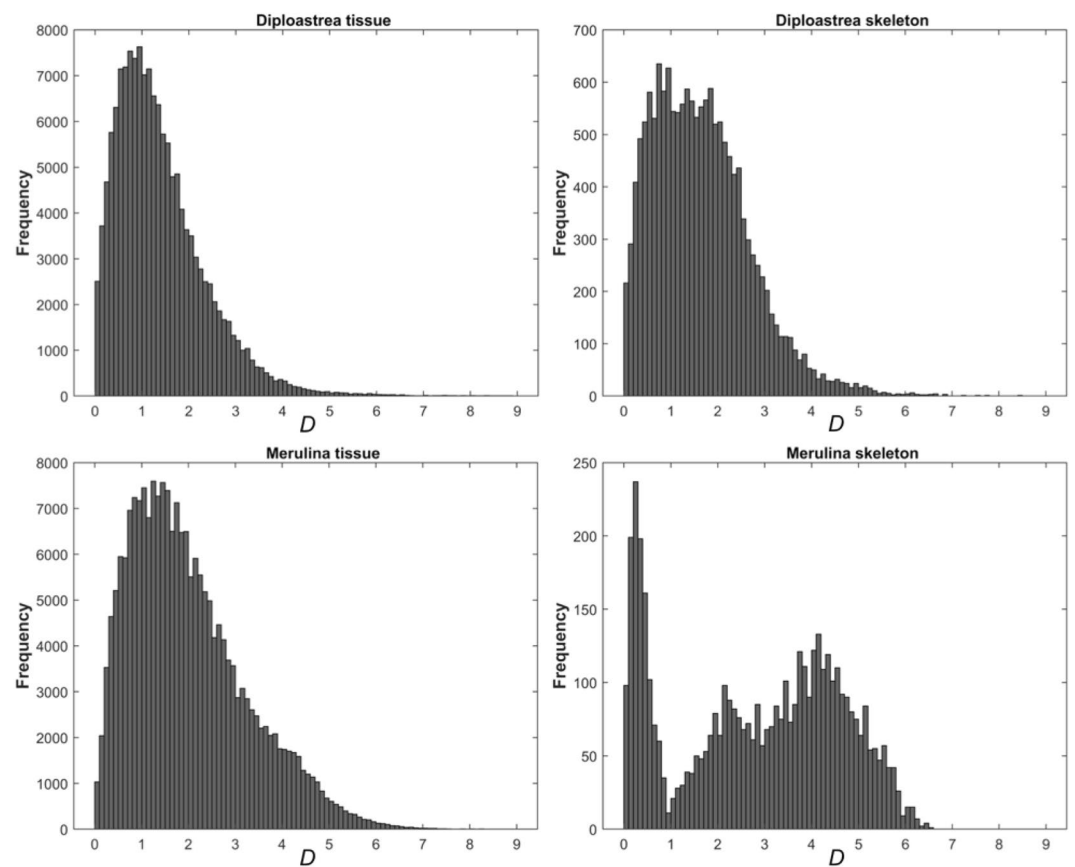 Diploastrea tissue
8000
7000
6000
5000
4000
3000
2000
1000
0
Frequency
0 1 2 3 4 5 6 7 8 9
D
Diploastrea skeleton
700
600
500
400
300
200
100
0
Frequency
0 1 2 3 4 5 6 7 8 9
D
Merulina tissue
8000
7000
6000
5000
4000
3000
2000
1000
0
Frequency
0 1 2 3 4 5 6 7 8 9
D
Merulina skeleton
250
200
150
100
50
0
Frequency
0 1 2 3 4 5 6 7 8 9
D